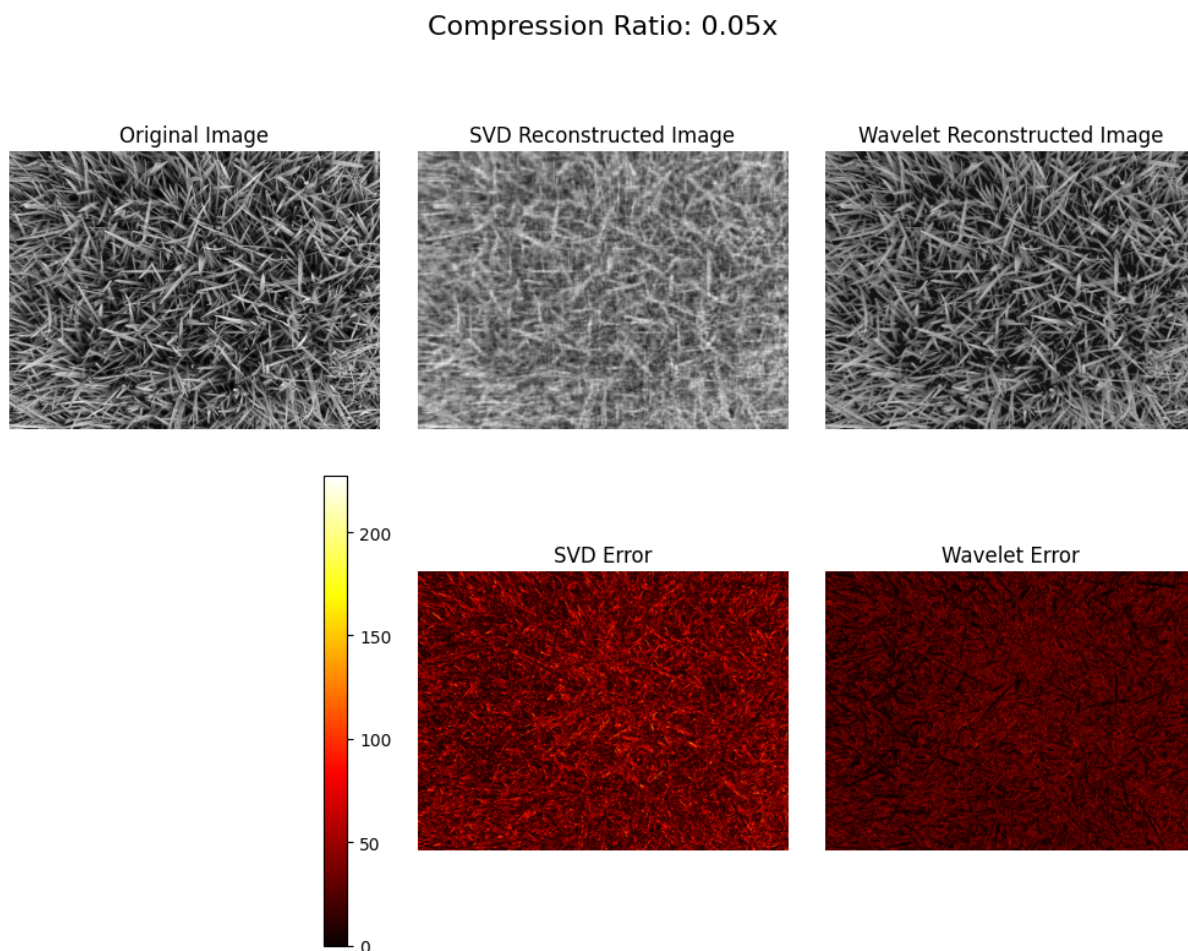 Compression Ratio: 0.05x
Original Image
SVD Reconstructed Image
Wavelet Reconstructed Image
200
150
100
50
0
SVD Error
Wavelet Error